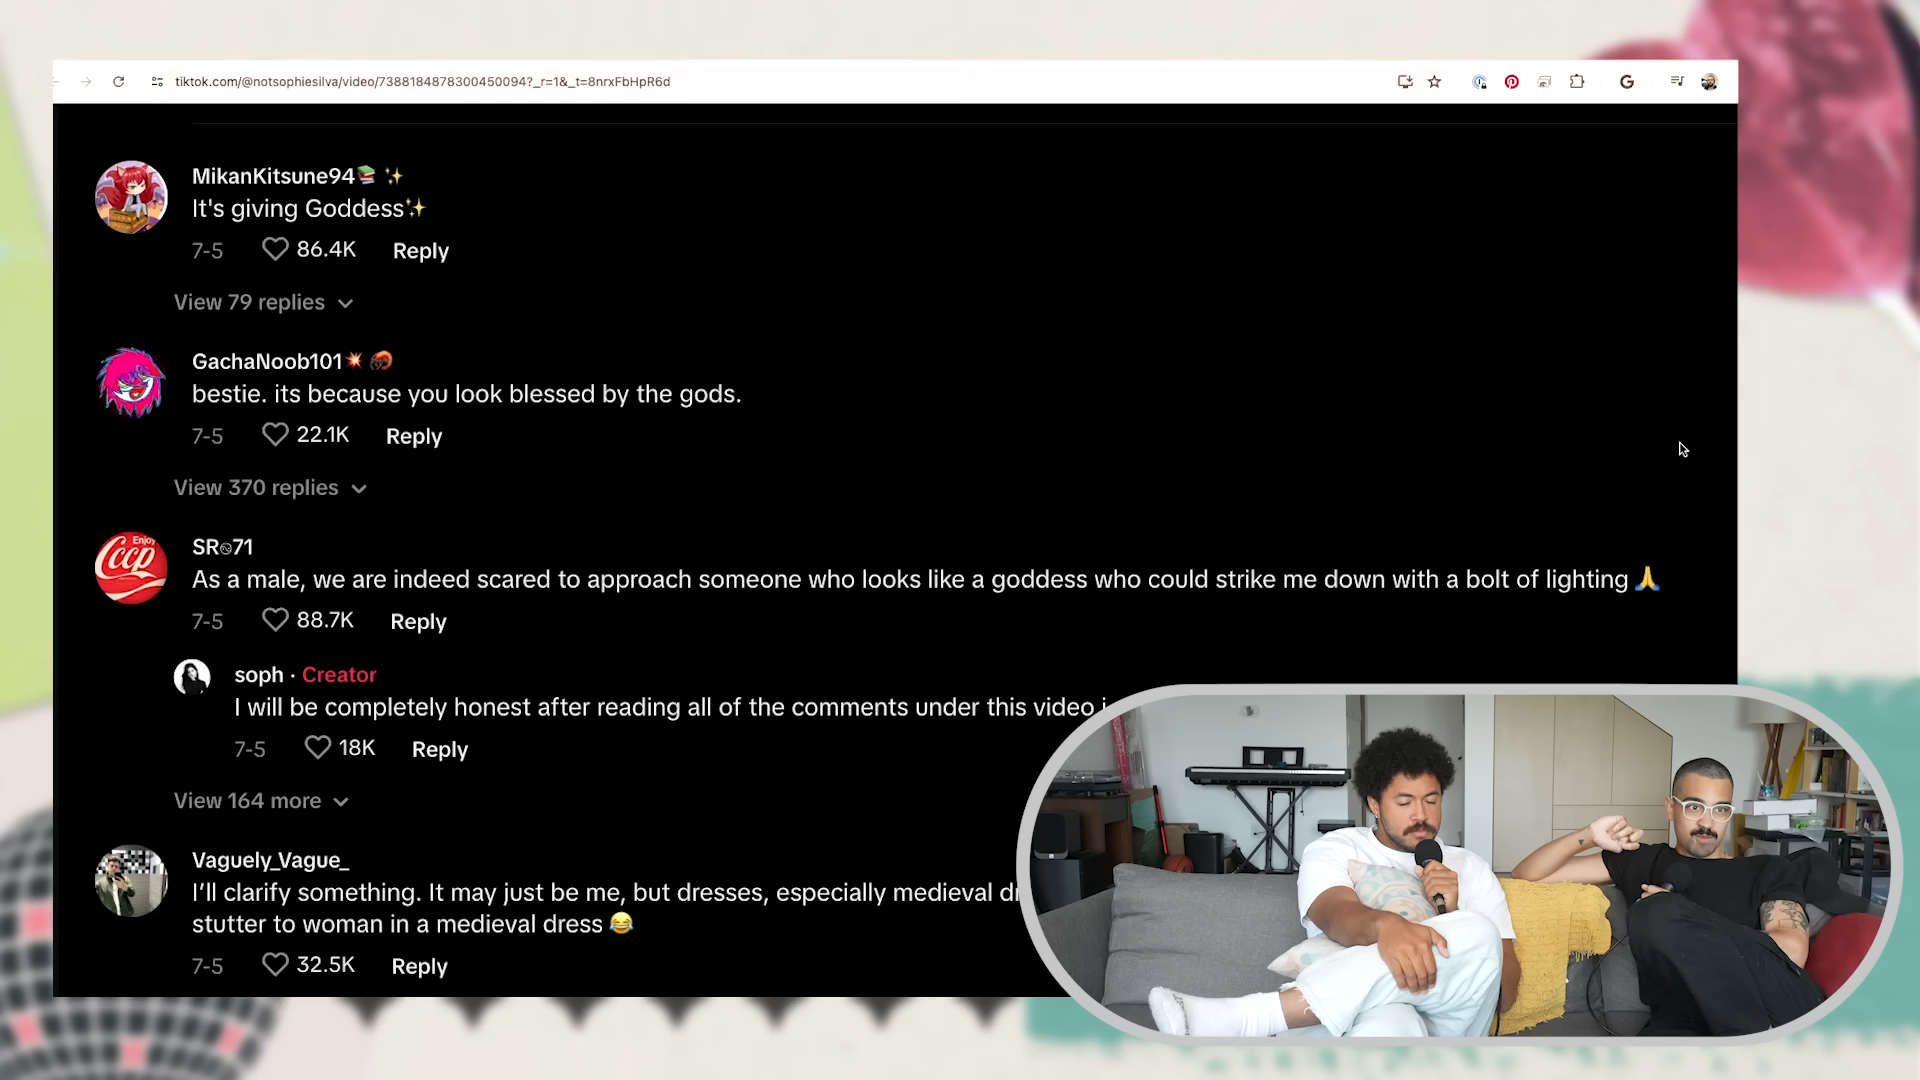 tiktok.com/@notsophiesilva/video/7388184878300450094?_r=1&_t=8nrxFbHpR6d
MikanKitsune94📚✨
It's giving Goddess✨
7-5 86.4K Reply
View 79 replies
GachaNoob101💥
bestie. its because you look blessed by the gods.
7-5 22.1K Reply
View 370 replies
Enjoy
ccp
SR 71
As a male, we are indeed scared to approach someone who looks like a goddess who could strike me down with a bolt of lighting 🙏
7-5 88.7K Reply
soph · Creator
I will be completely honest after reading all of the comments under this video i
7-5 18K Reply
View 164 more
Vaguely_Vague_
I’ll clarify something. It may just be me, but dresses, especially medieval
stutter to woman in a medieval dress 😂
7-5 32.5K Reply